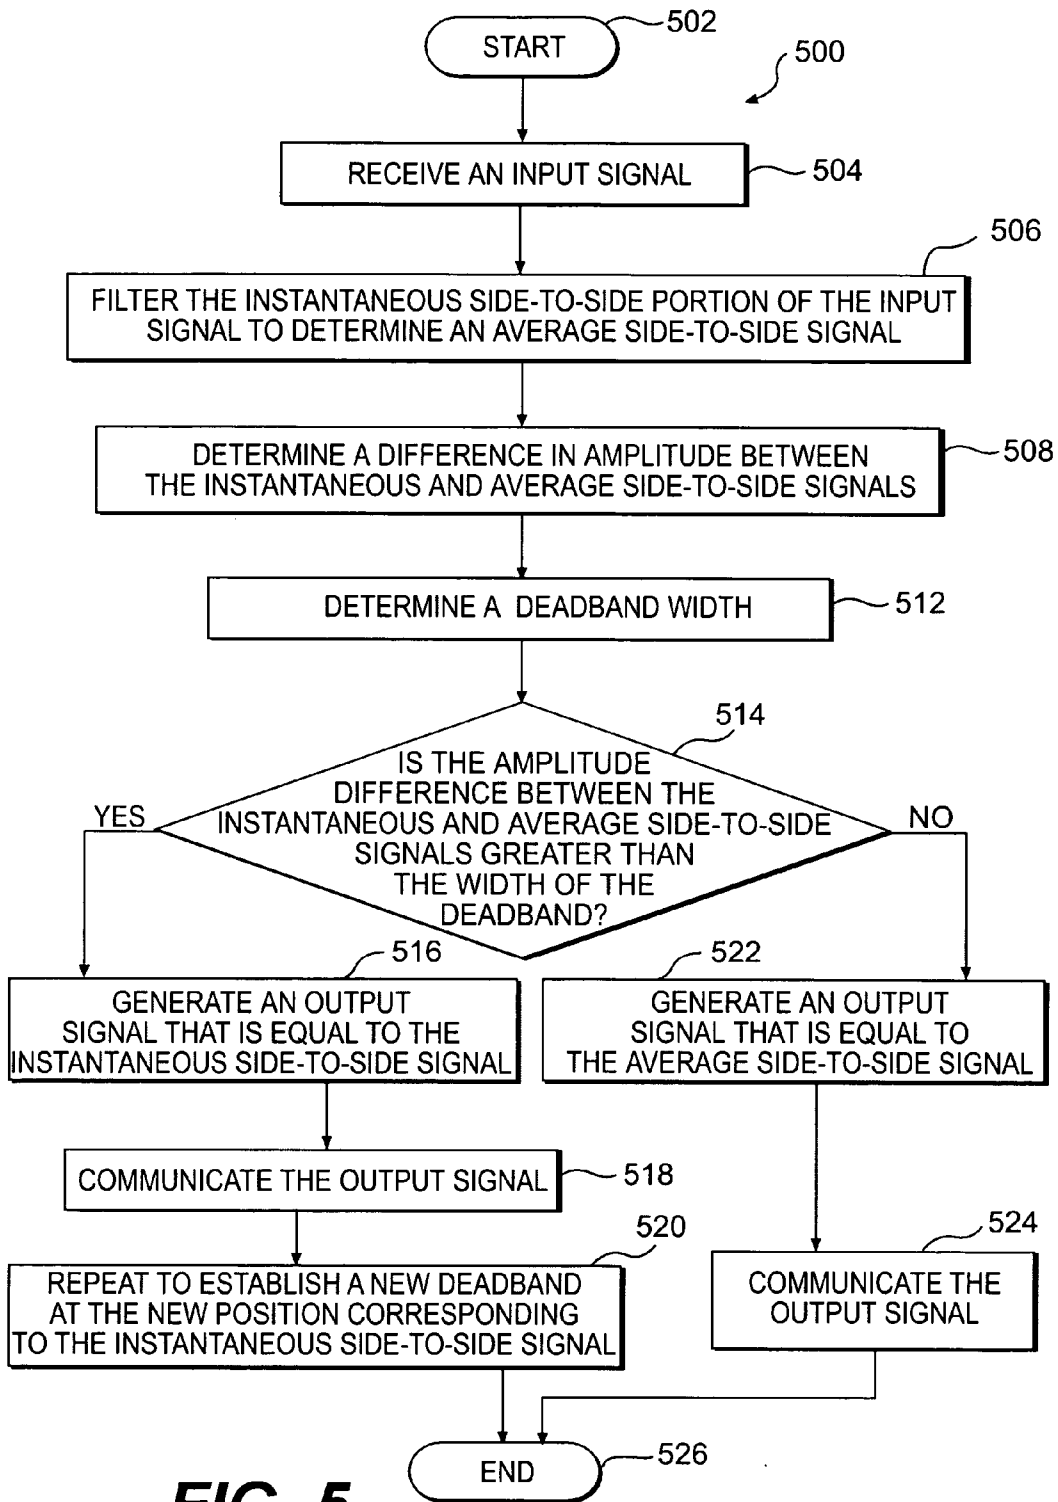 START
502
500
RECEIVE AN INPUT SIGNAL
504
506
FILTER THE INSTANTANEOUS SIDE-TO-SIDE PORTION OF THE INPUT
SIGNAL TO DETERMINE AN AVERAGE SIDE-TO-SIDE SIGNAL
DETERMINE A DIFFERENCE IN AMPLITUDE BETWEEN
THE INSTANTANEOUS AND AVERAGE SIDE-TO-SIDE SIGNALS
508
DETERMINE A DEADBAND WIDTH
512
514
IS THE AMPLITUDE
DIFFERENCE BETWEEN THE
INSTANTANEOUS AND AVERAGE SIDE-TO-SIDE
SIGNALS GREATER THAN
THE WIDTH OF THE
DEADBAND?
YES
NO
516
GENERATE AN OUTPUT
SIGNAL THAT IS EQUAL TO THE
INSTANTANEOUS SIDE-TO-SIDE SIGNAL
522
GENERATE AN OUTPUT
SIGNAL THAT IS EQUAL TO
THE AVERAGE SIDE-TO-SIDE SIGNAL
COMMUNICATE THE OUTPUT SIGNAL
518
520
REPEAT TO ESTABLISH A NEW DEADBAND
AT THE NEW POSITION CORRESPONDING
TO THE INSTANTANEOUS SIDE-TO-SIDE SIGNAL
524
COMMUNICATE THE
OUTPUT SIGNAL
END
526
FIG. 5